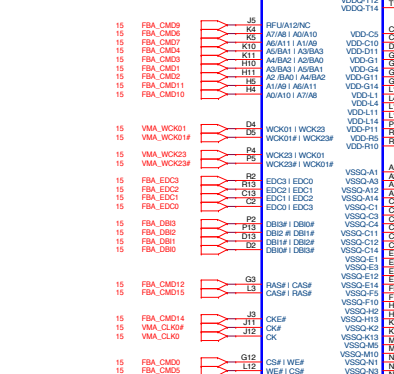 VDDQ-T12
VDDQ-T14
15 FBA_CMD9 J5 RFU/A12/NC
15 FBA_CMD6 K4 A7/A8 | A0/A10 VDD-C5
15 FBA_CMD7 K5 A6/A11 | A1/A9 VDD-C10
15 FBA_CMD4 K10 A5/BA1 | A3/BA3 VDD-D11
15 FBA_CMD3 K11 A4/BA2 | A2/BA0 VDD-G1
15 FBA_CMD1 H10 A3/BA3 | A5/BA1 VDD-G4
15 FBA_CMD2 H11 A2 /BA0 | A4/BA2 VDD-G11
15 FBA_CMD11 H5 A1/A9 | A6/A11 VDD-G14
15 FBA_CMD10 H4 A0/A10 | A7/A8 VDD-L1
VDD-L4
VDD-L11
VDD-L14
15 VMA_WCK01 D4 WCK01 | WCK23 VDD-P11
15 VMA_WCK01# D5 WCK01# | WCK23# VDD-R5
VDD-R10
15 VMA_WCK23 P4 WCK23 | WCK01
15 VMA_WCK23# P5 WCK23# | WCK01#
VSSQ-A1
15 FBA_EDC3 R2 EDC3 | EDC0 VSSQ-A3
15 FBA_EDC2 R13 EDC2 | EDC1 VSSQ-A12
15 FBA_EDC1 C13 EDC1 | EDC2 VSSQ-A14
15 FBA_EDC0 C2 EDC0 | EDC3 VSSQ-C1
VSSQ-C3
15 FBA_DBI3 P2 DBI3# | DBI0# VSSQ-C4
15 FBA_DBI2 P13 DBI2 #| DBI1# VSSQ-C11
15 FBA_DBI1 D13 DBI1# | DBI2# VSSQ-C12
15 FBA_DBI0 D2 DBI0# | DBI3# VSSQ-C14
VSSQ-E1
VSSQ-E3
VSSQ-E12
15 FBA_CMD12 G3 RAS# | CAS# VSSQ-E14
15 FBA_CMD15 L3 CAS# | RAS# VSSQ-F5
VSSQ-F10
VSSQ-H2
15 FBA_CMD14 J3 CKE# VSSQ-H13
15 VMA_CLK0# J11 CK# VSSQ-K2
15 VMA_CLK0 J12 CK VSSQ-K13
VSSQ-M5
VSSQ-M10
15 FBA_CMD0 G12 CS# | WE# VSSQ-N1
15 FBA_CMD5 L12 WE# | CS# VSSQ-N3